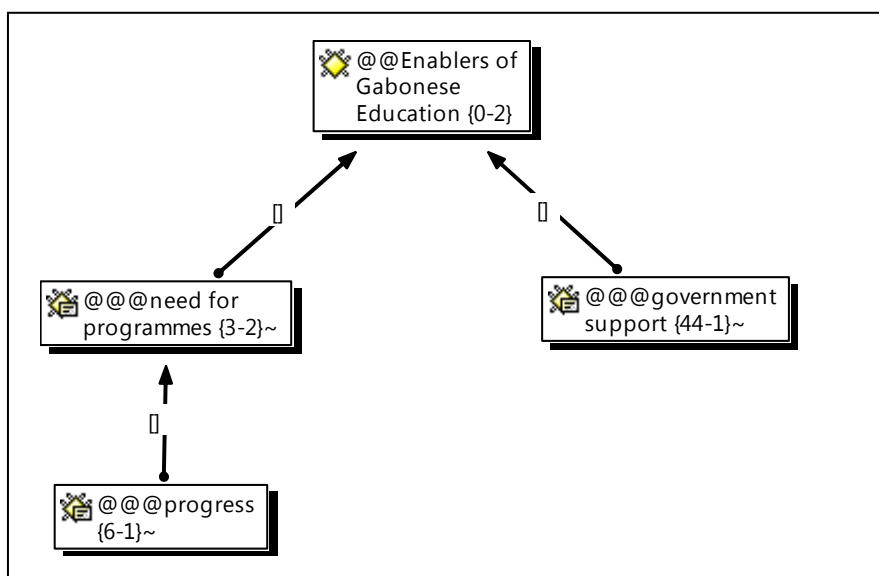 @@Enablers of
Gabonese
Education {0-2}
[]
[]
@@@need for
programmes {3-2}~
@@@government
support {44-1}~
[]
@@@progress
{6-1}~